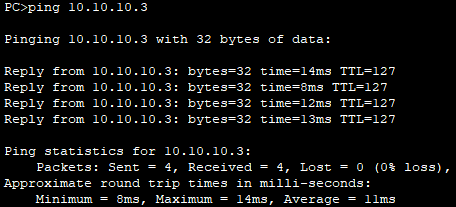 PC>ping 10.10.10.3
Pinging 10.10.10.3 with 32 bytes of data:
Reply from 10.10.10.3: bytes=32 time=14ms TTL=127
Reply from 10.10.10.3: bytes=32 time=8ms TTL=127
Reply from 10.10.10.3: bytes=32 time=12ms TTL=127
Reply from 10.10.10.3: bytes=32 time=13ms TTL=127
Ping statistics for 10.10.10.3:
Packets: Sent = 4, Received = 4, Lost = 0 (0% loss),
Approximate round trip times in milli-seconds:
Minimum = 8ms, Maximum = 14ms, Average = 11ms